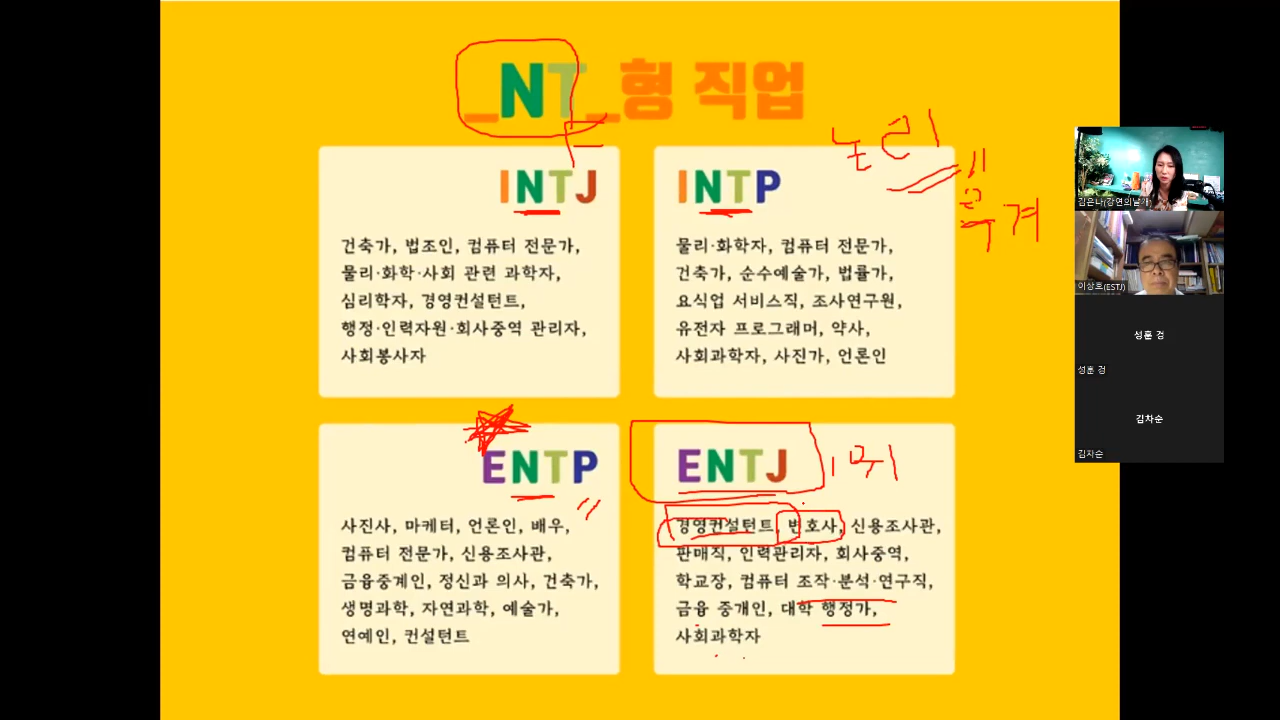 _NT_형 직업
논리
무겨
INTJ
건축가, 법조인, 컴퓨터 전문가,
물리·화학·사회 관련 과학자,
심리학자, 경영컨설턴트,
행정·인력자원·회사중역 관리자,
사회봉사자
INTP
물리·화학자, 컴퓨터 전문가,
건축가, 순수예술가, 법률가,
요식업 서비스직, 조사연구원,
유전자 프로그래머, 약사,
사회과학자, 사진가, 언론인
ENTP
사진사, 마케터, 언론인, 배우,
컴퓨터 전문가, 신용조사관,
금융중계인, 정신과 의사, 건축가,
생명과학, 자연과학, 예술가,
연예인, 컨설턴트
ENTJ
1위
경영컨설턴트, 변호사, 신용조사관,
판매직, 인력관리자, 회사중역,
학교장, 컴퓨터 조작·분석·연구직,
금융 중개인, 대학 행정가,
사회과학자
이상호(ESTJ)
성훈 경
성훈 경
김차순
김차순